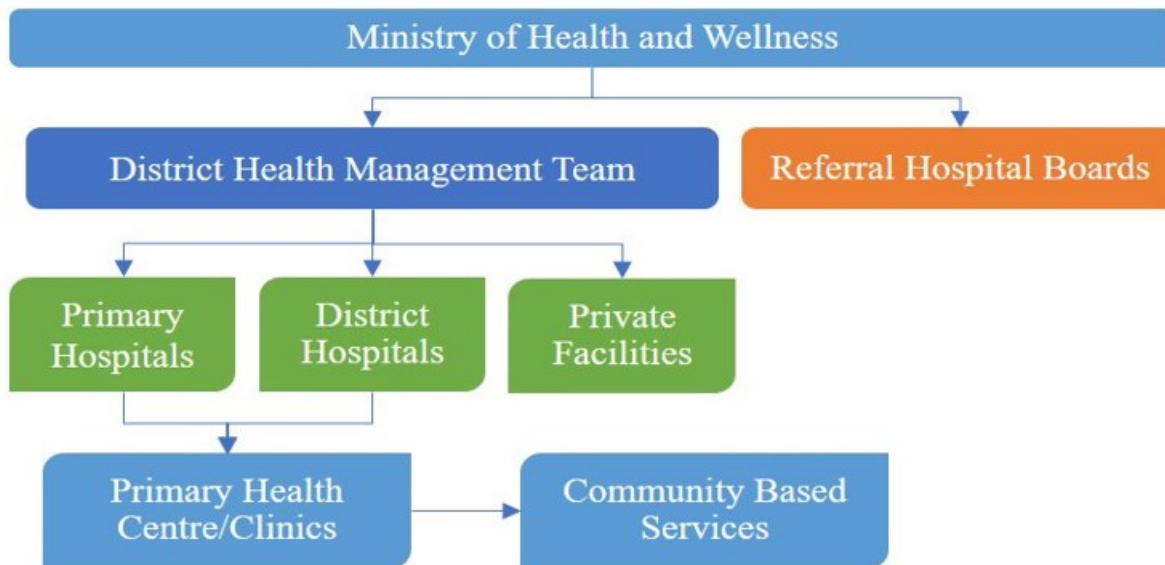 Ministry of Health and Wellness
District Health Management Team
Referral Hospital Boards
Primary
Hospitals
District
Hospitals
Private
Facilities
Primary Health
Centre/Clinics
Community Based
Services